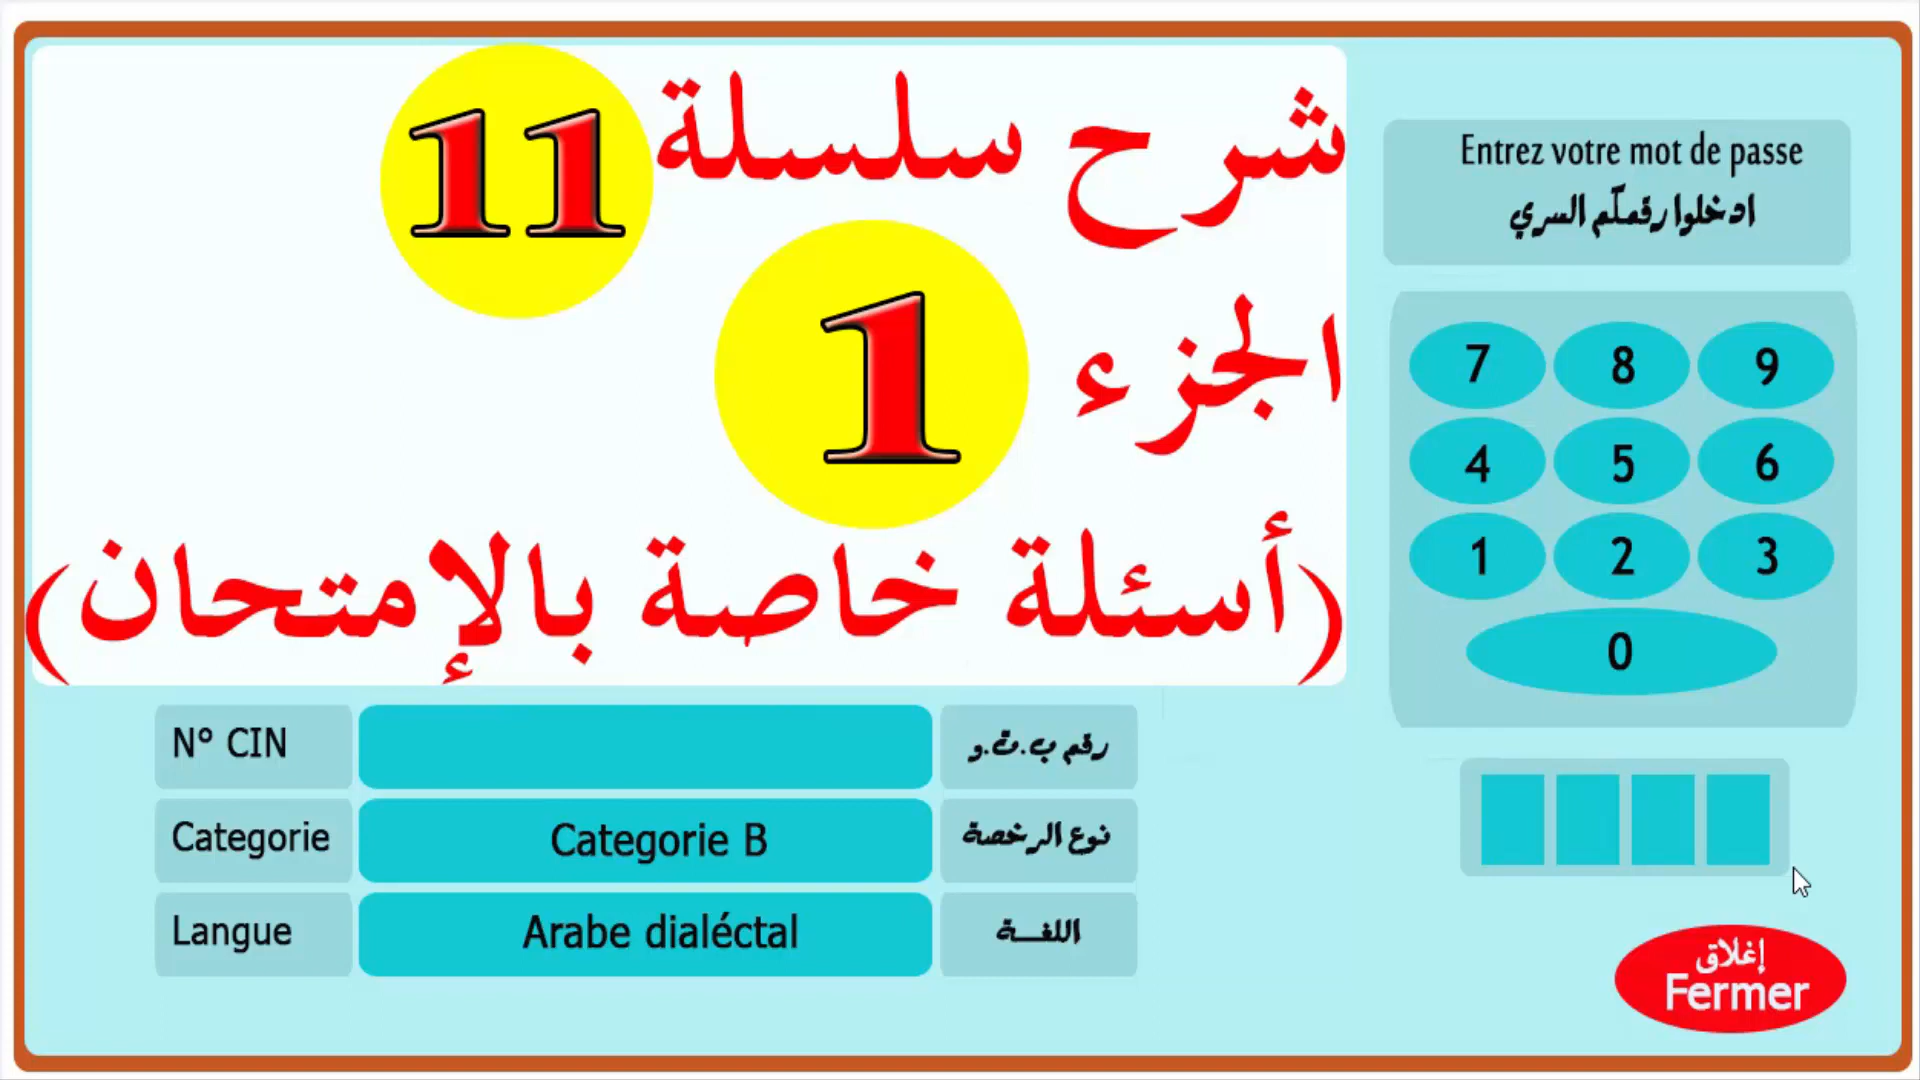 شرح سلسلة 11
الجزء 1
(أسئلة خاصة بالإمتحان)
Entrez votre mot de passe
ادخلوا رقمكّم السري
7 8 9
4 5 6
1 2 3
0
N° CIN رقم ب.ت.و
Categorie Categorie B نوع الرخصة
Langue Arabe dialéctal اللغــة
إغلاق
Fermer